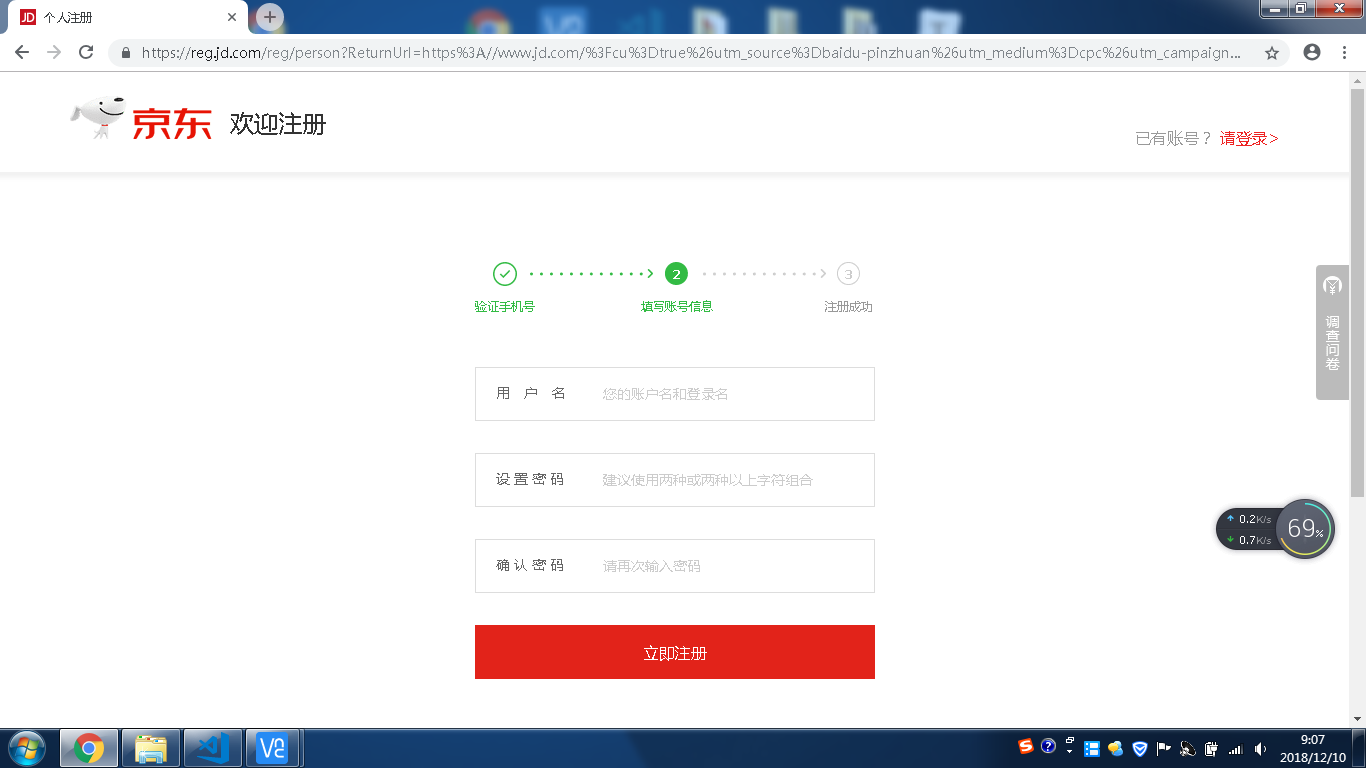 JD 个人注册
https://reg.jd.com/reg/person?ReturnUrl=https%3A//www.jd.com/%3Fcu%3Dtrue%26utm_source%3Dbaidu-pinzhuan%26utm_medium%3Dcpc%26utm_campaign...
京东 欢迎注册
已有账号？ 请登录>
2 3
验证手机号 填写账号信息 注册成功
调查问卷
用户名 您的账户名和登录名
设置密码 建议使用两种或两种以上字符组合
确认密码 请再次输入密码
0.2K/s
0.7K/s
69%
立即注册
9:07
2018/12/10